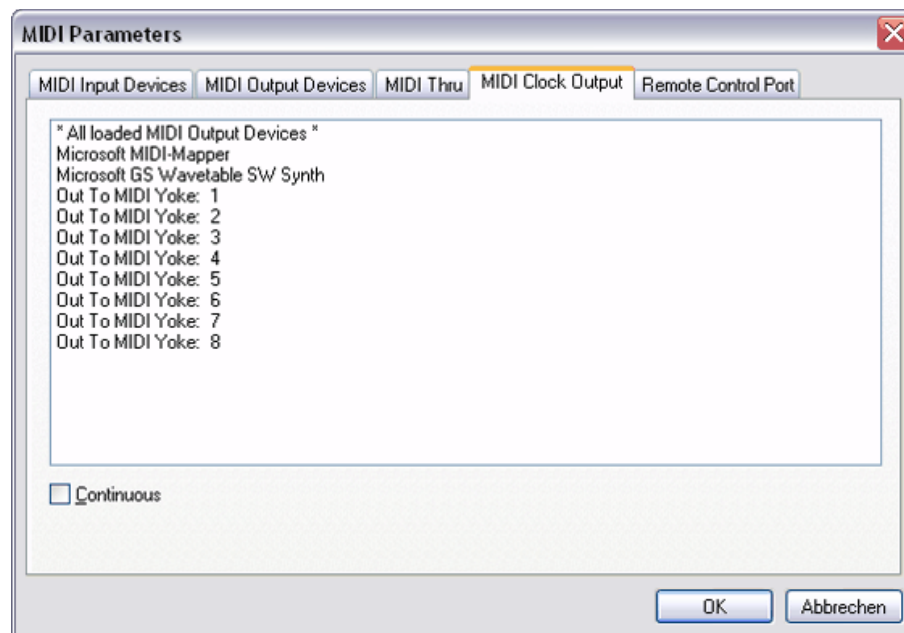 MIDI Parameters
MIDI Input Devices MIDI Output Devices MIDI Thru MIDI Clock Output Remote Control Port
* All loaded MIDI Output Devices *
Microsoft MIDI-Mapper
Microsoft GS Wavetable SW Synth
Out To MIDI Yoke: 1
Out To MIDI Yoke: 2
Out To MIDI Yoke: 3
Out To MIDI Yoke: 4
Out To MIDI Yoke: 5
Out To MIDI Yoke: 6
Out To MIDI Yoke: 7
Out To MIDI Yoke: 8
Continuous
OK Abbrechen